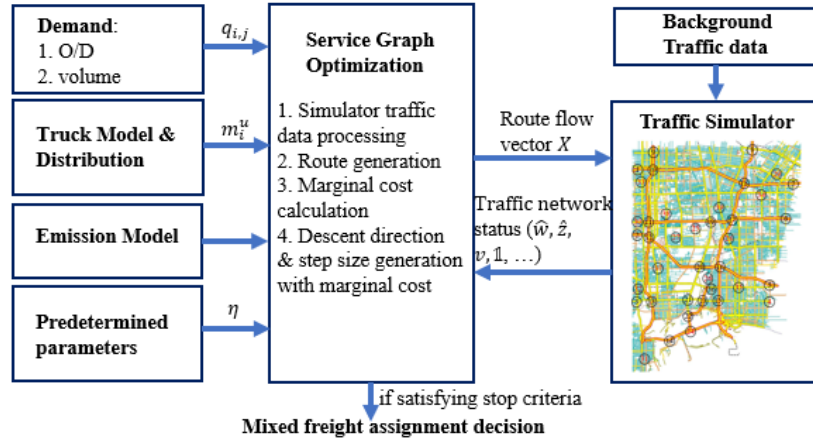 Demand:
1. O/D
2. volume
q_{i,j}
Truck Model &
Distribution
m_i^u
Emission Model
Predetermined
parameters
η
Service Graph
Optimization
1. Simulator traffic
data processing
2. Route generation
3. Marginal cost
calculation
4. Descent direction
& step size generation
with marginal cost
Route flow
vector X
Traffic network
status (ŵ, ẑ,
v, 𝟙, …)
Background
Traffic data
Traffic Simulator
if satisfying stop criteria
Mixed freight assignment decision